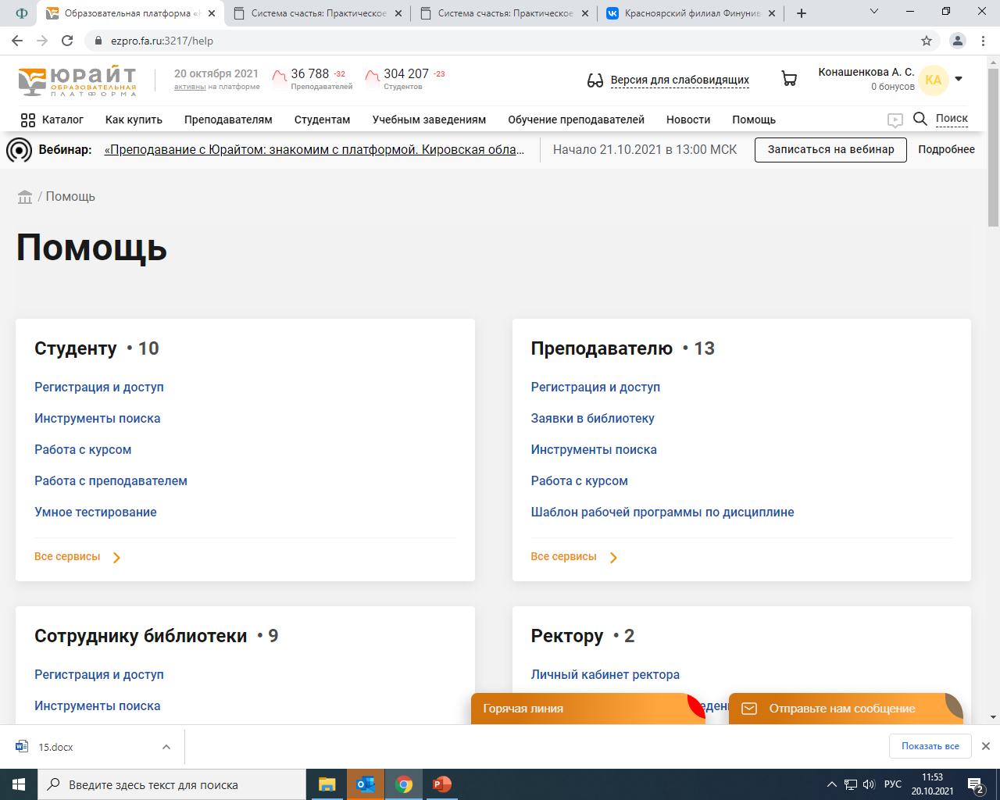 Образовательная платформа «
Система счастья: Практическое
Система счастья: Практическое
Красноярский филиал Финунив
ezpro.fa.ru:3217/help
ЮРАЙТ
ОБРАЗОВАТЕЛЬНАЯ
ПЛАТФОРМА
20 октября 2021
активны на платформе
36 788 -32
Преподавателей
304 207 -23
Студентов
Версия для слабовидящих
Конашенкова А. С.
0 бонусов
КА
Каталог Как купить Преподавателям Студентам Учебным заведениям Обучение преподавателей Новости Помощь Поиск
Вебинар: «Преподавание с Юрайтом: знакомим с платформой. Кировская обла... Начало 21.10.2021 в 13:00 МСК Записаться на вебинар Подробнее
/ Помощь
Помощь
Студенту • 10
Регистрация и доступ
Инструменты поиска
Работа с курсом
Работа с преподавателем
Умное тестирование
Все сервисы
Преподавателю • 13
Регистрация и доступ
Заявки в библиотеку
Инструменты поиска
Работа с курсом
Шаблон рабочей программы по дисциплине
Все сервисы
Сотруднику библиотеки • 9
Регистрация и доступ
Инструменты поиска
Ректору • 2
Личный кабинет ректора
Горячая линия
Отправьте нам сообщение
15.docx
Показать все
Введите здесь текст для поиска
РУС
11:53
20.10.2021
2